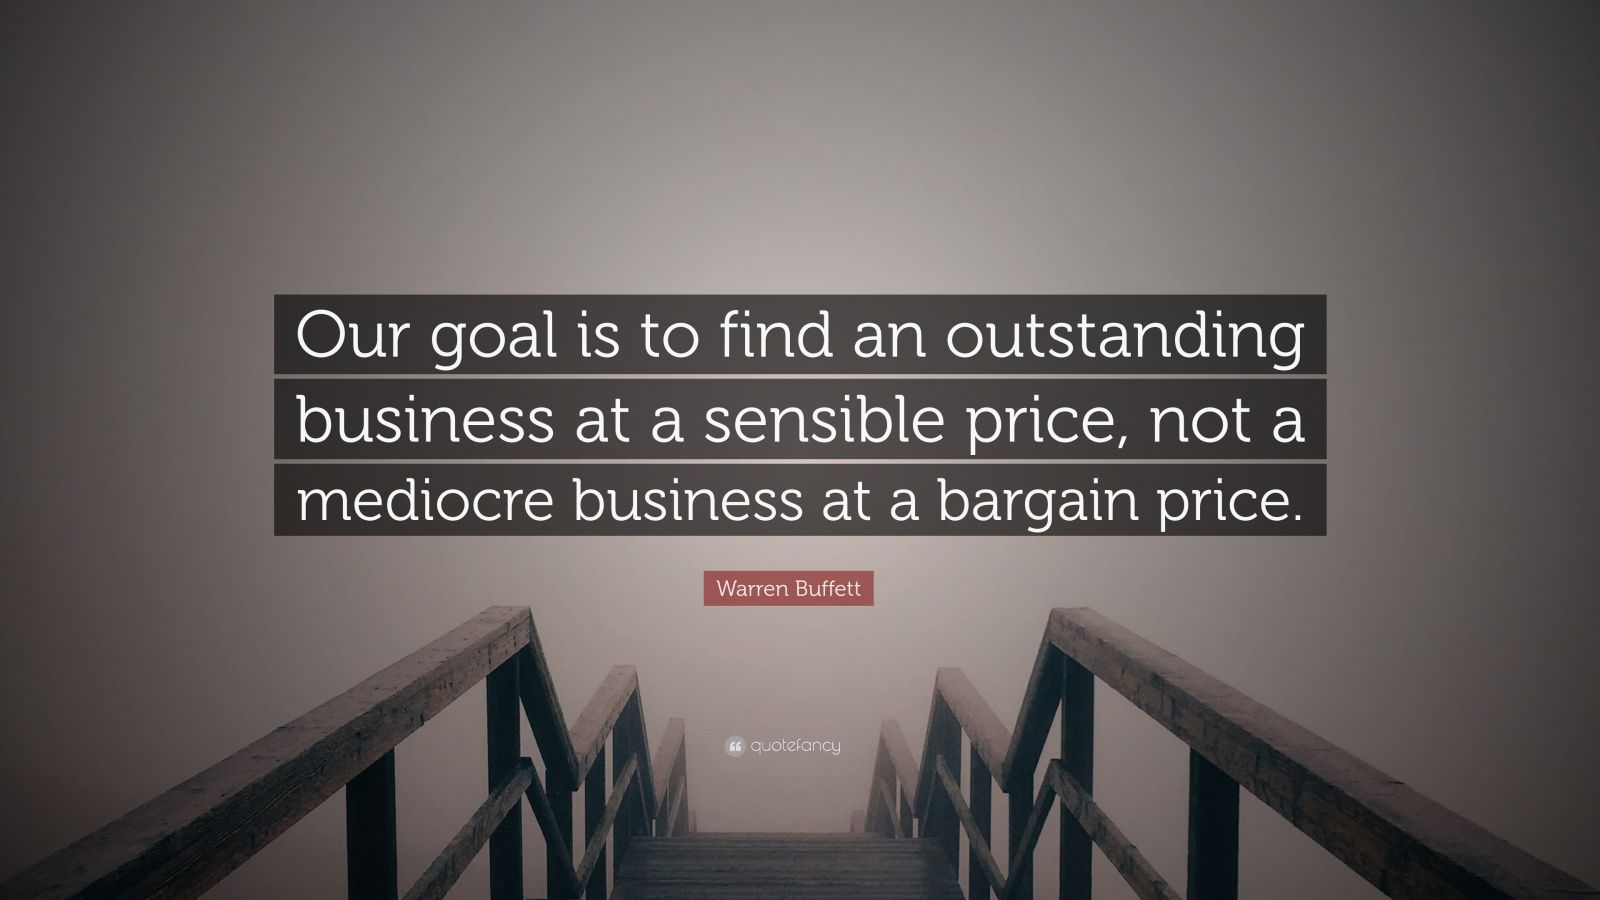 Our goal is to find an outstanding
business at a sensible price, not a
mediocre business at a bargain price.
Warren Buffett
quotefancy